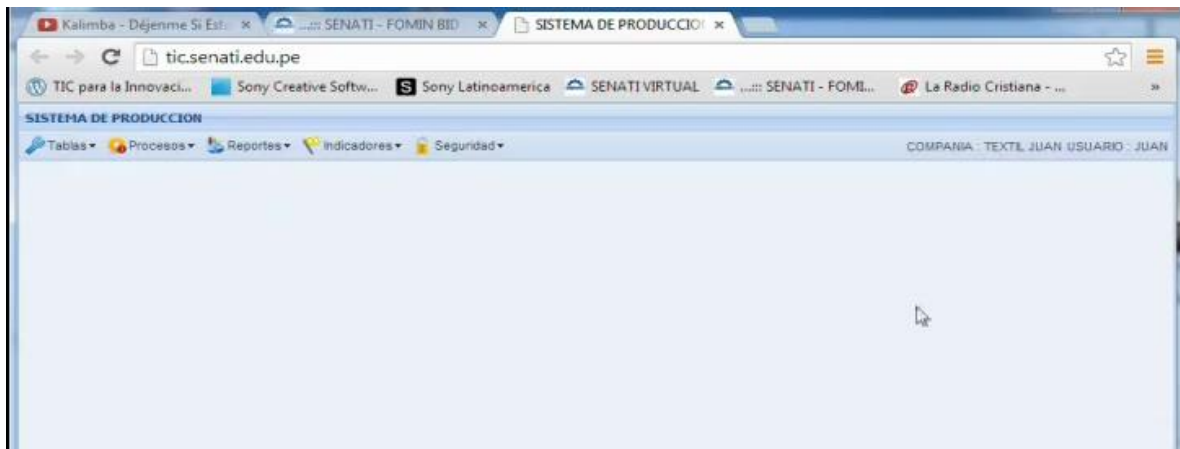 Kalimba - Déjenme Si Est... ...::: SENATI - FOMIN BID SISTEMA DE PRODUCCIO
tic.senati.edu.pe
TIC para la Innovaci... Sony Creative Softw... Sony Latinoamerica SENATI VIRTUAL ...::: SENATI - FOMI... La Radio Cristiana - ...
SISTEMA DE PRODUCCION
Tablas Procesos Reportes Indicadores Seguridad COMPANIA : TEXTIL JUAN USUARIO : JUAN